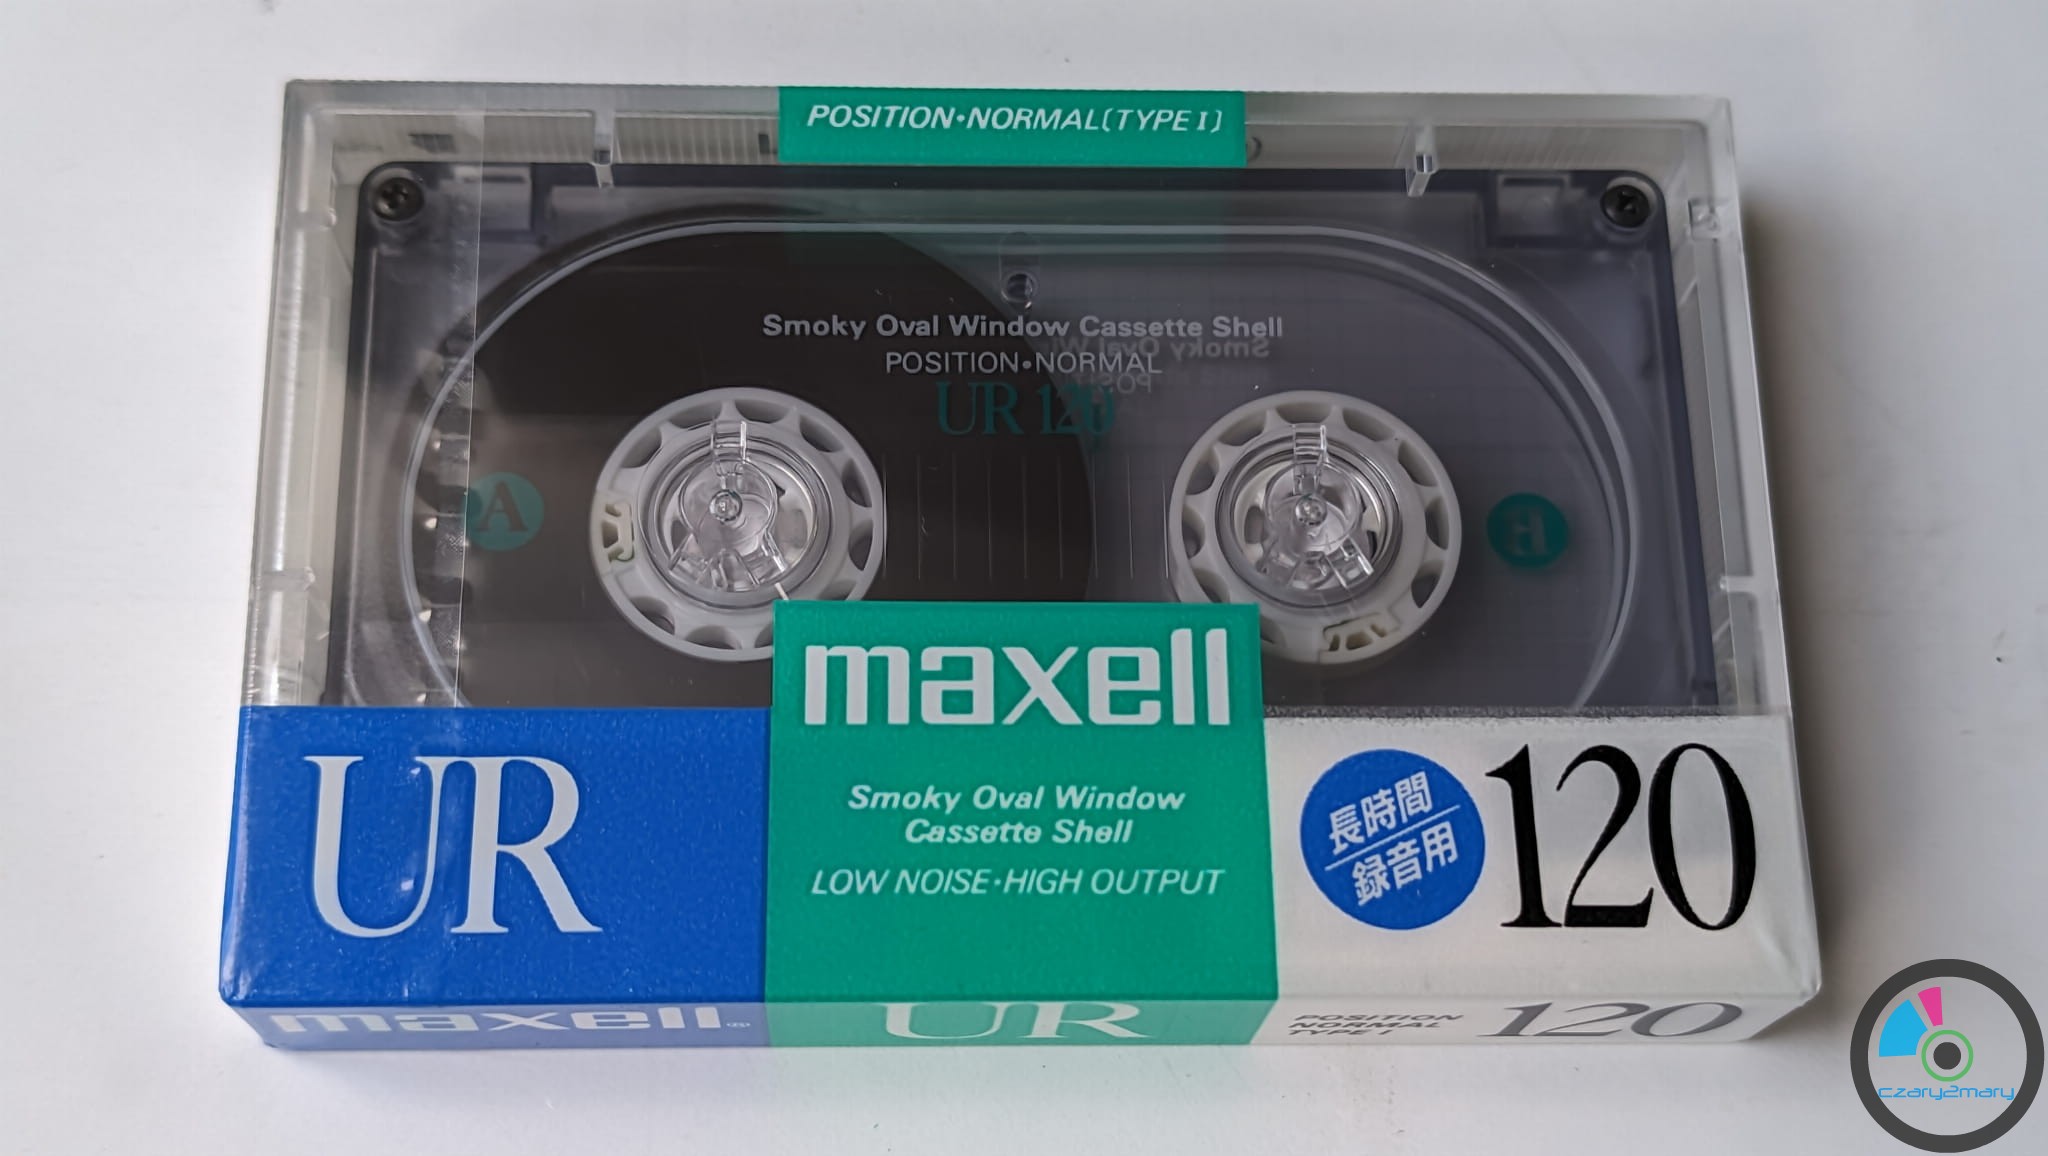 POSITION•NORMAL(TYPE I)
Smoky Oval Window Cassette Shell
POSITION•NORMAL
UR 120
A
B
maxell
UR
Smoky Oval Window
Cassette Shell
LOW NOISE•HIGH OUTPUT
長時間
録音用
120
maxell
UR
POSITION
NORMAL
TYPE I
120
czary2mary